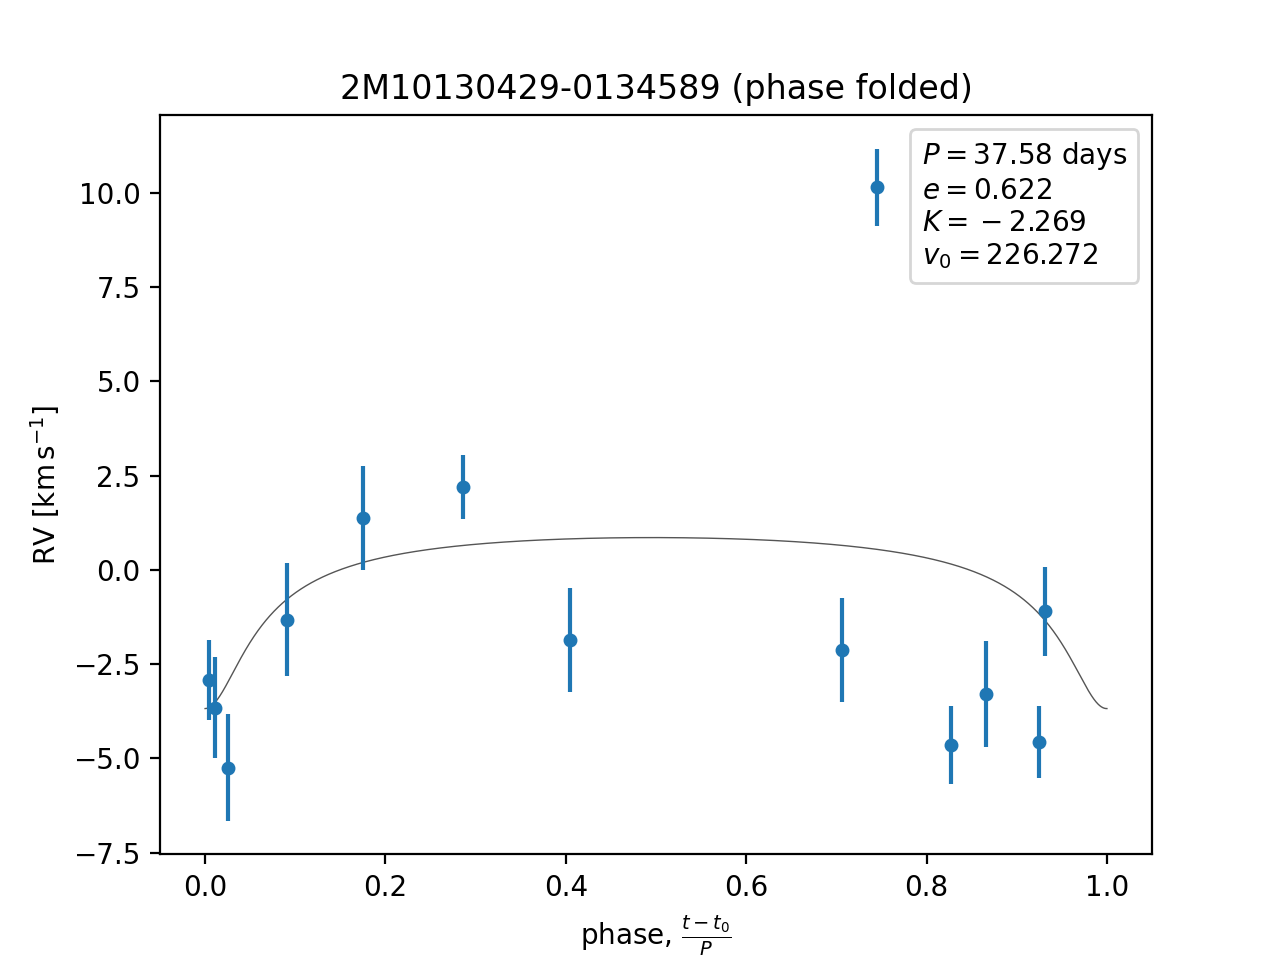 2M10130429-0134589 (phase folded)
P = 37.58 days
e = 0.622
K = −2.269
v₀ = 226.272
10.0
7.5
5.0
2.5
0.0
−2.5
−5.0
−7.5
RV [km s⁻¹]
0.0 0.2 0.4 0.6 0.8 1.0
phase, (t − t₀)/P